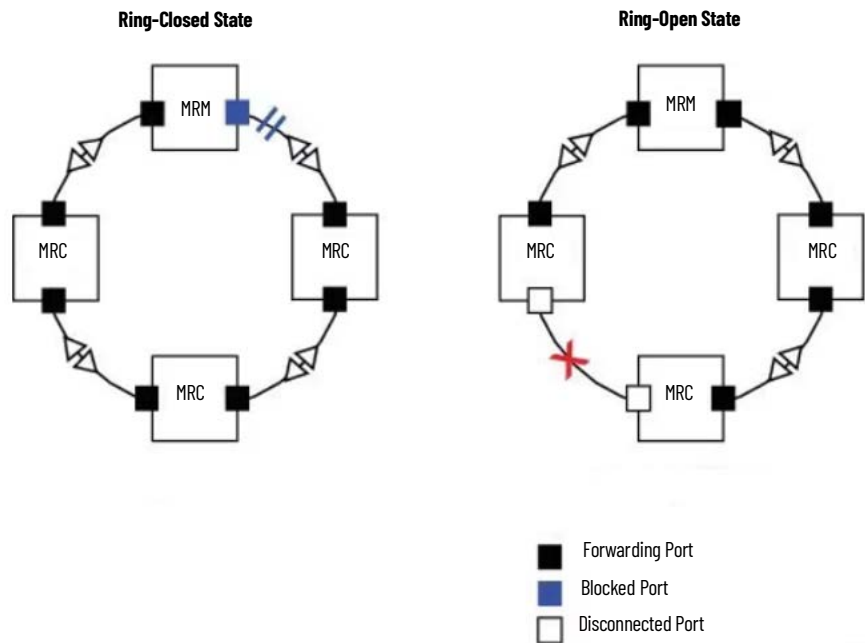 Ring-Closed State
Ring-Open State
MRM
MRM
MRC
MRC
MRC
MRC
MRC
MRC
Forwarding Port
Blocked Port
Disconnected Port